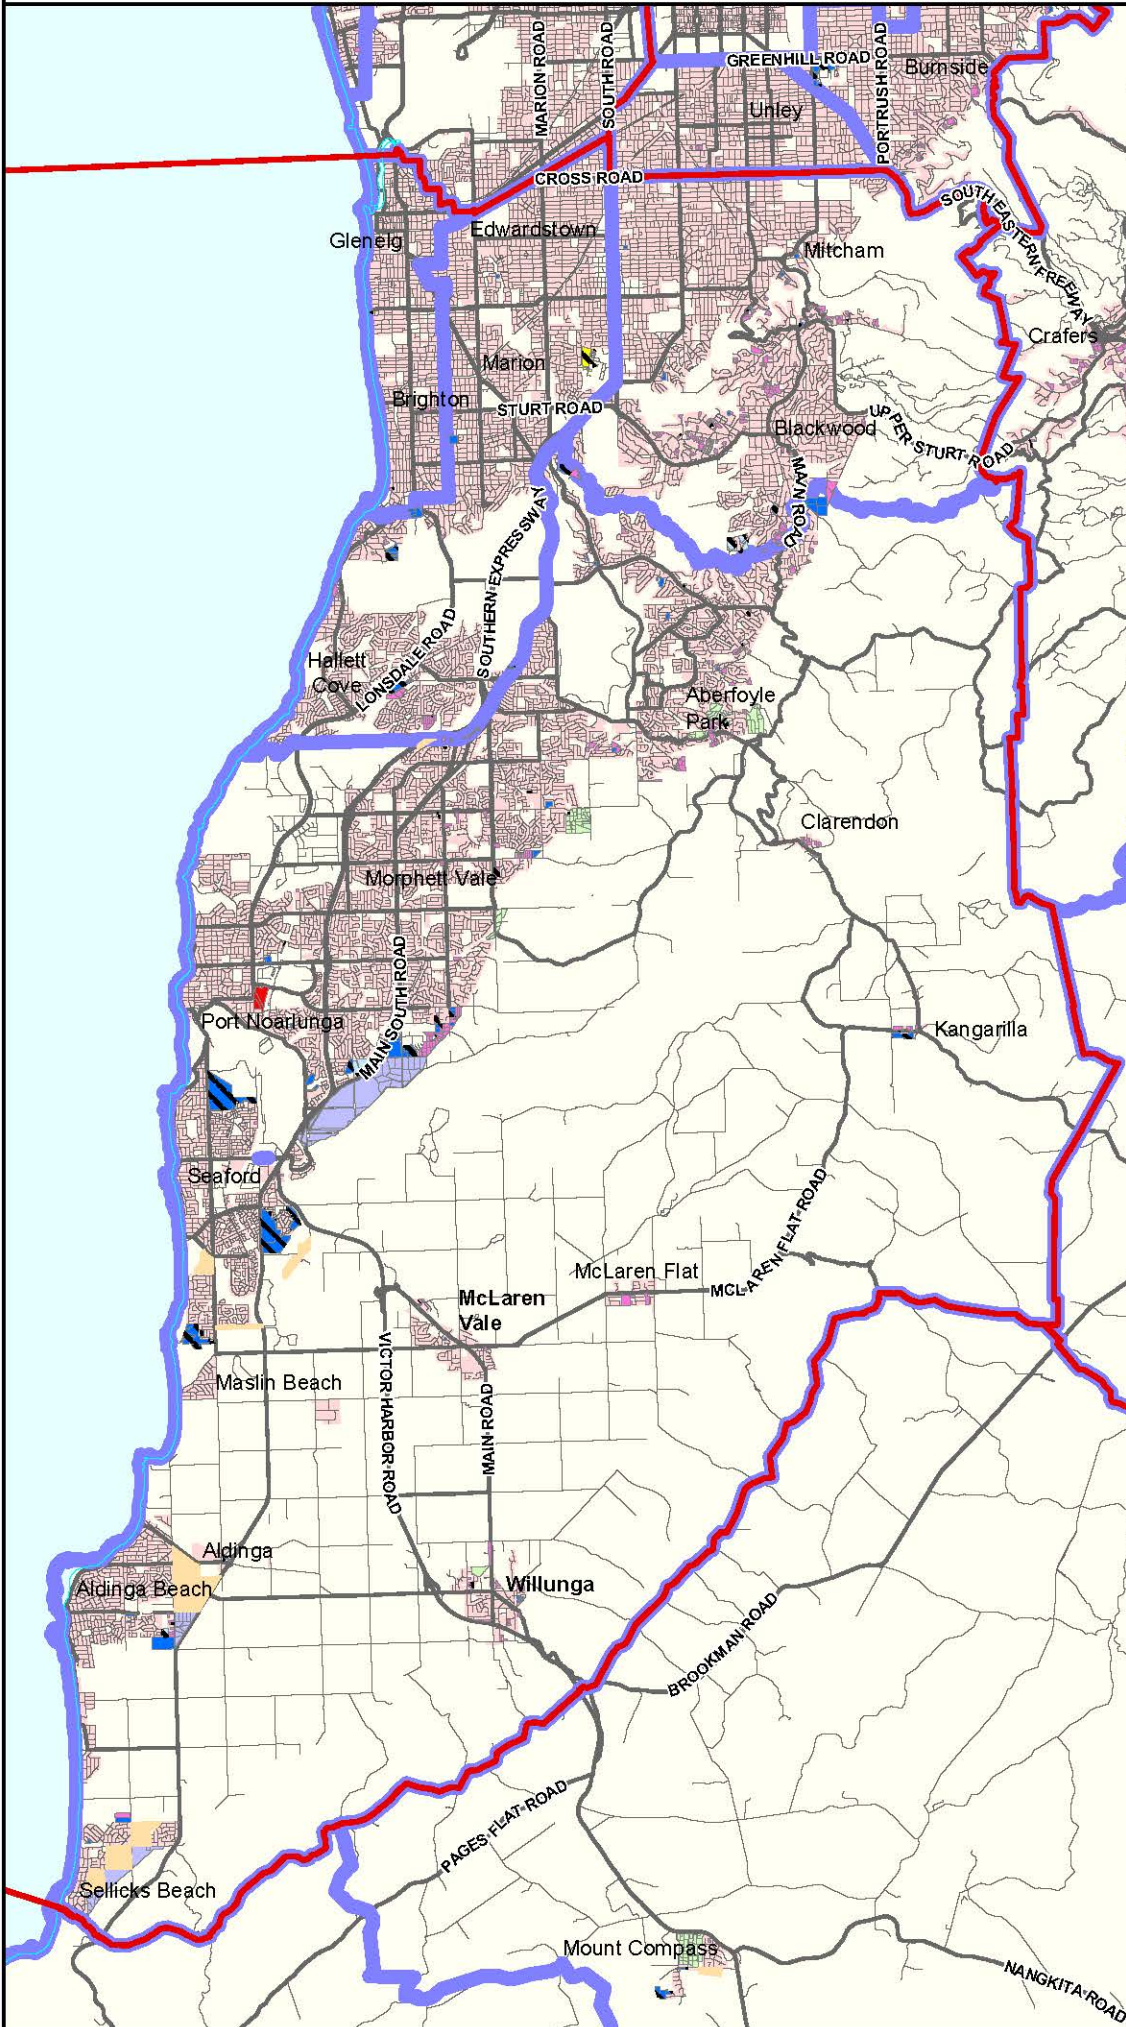 MARION ROAD
SOUTH ROAD
GREENHILL ROAD
PORTRUSH ROAD
Burnside
Unley
CROSS ROAD
SOUTH EASTERN FREEWAY
Glenelg
Edwardstown
Mitcham
Crafers
Marion
Brighton
STURT ROAD
Blackwood
UPPER STURT ROAD
MAIN ROAD
SOUTHERN EXPRESSWAY
LONSDALE ROAD
Hallett
Cove
Aberfoyle
Park
Clarendon
Morphett Vale
MAIN SOUTH ROAD
Port Noarlunga
Kangarilla
Seaford
MCLAREN FLAT ROAD
McLaren Flat
McLaren
Vale
VICTOR HARBOR ROAD
Maslin Beach
MAIN ROAD
Aldinga
Aldinga Beach
Willunga
BROOKMAN ROAD
PAGES FLAT ROAD
Sellicks Beach
Mount Compass
NANGKITA ROAD